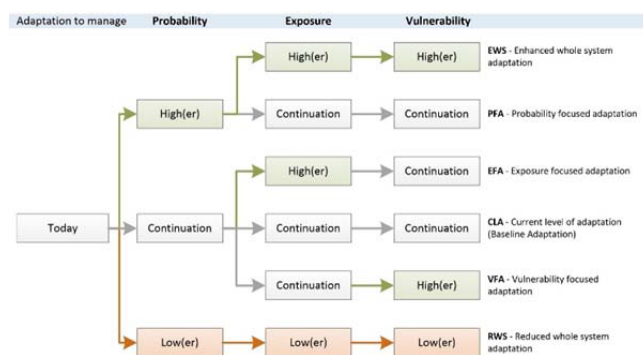 Adaptation to manage Probability Exposure Vulnerability
High(er) High(er) EWS - Enhanced whole system
adaptation
High(er) Continuation Continuation PFA - Probability focused adaptation
High(er) Continuation EFA - Exposure focused adaptation
Today Continuation Continuation Continuation CLA - Current level of adaptation
(Baseline Adaptation)
Continuation High(er) VFA - Vulnerability focused
adaptation
Low(er) Low(er) Low(er) RWS - Reduced whole system
adaptation